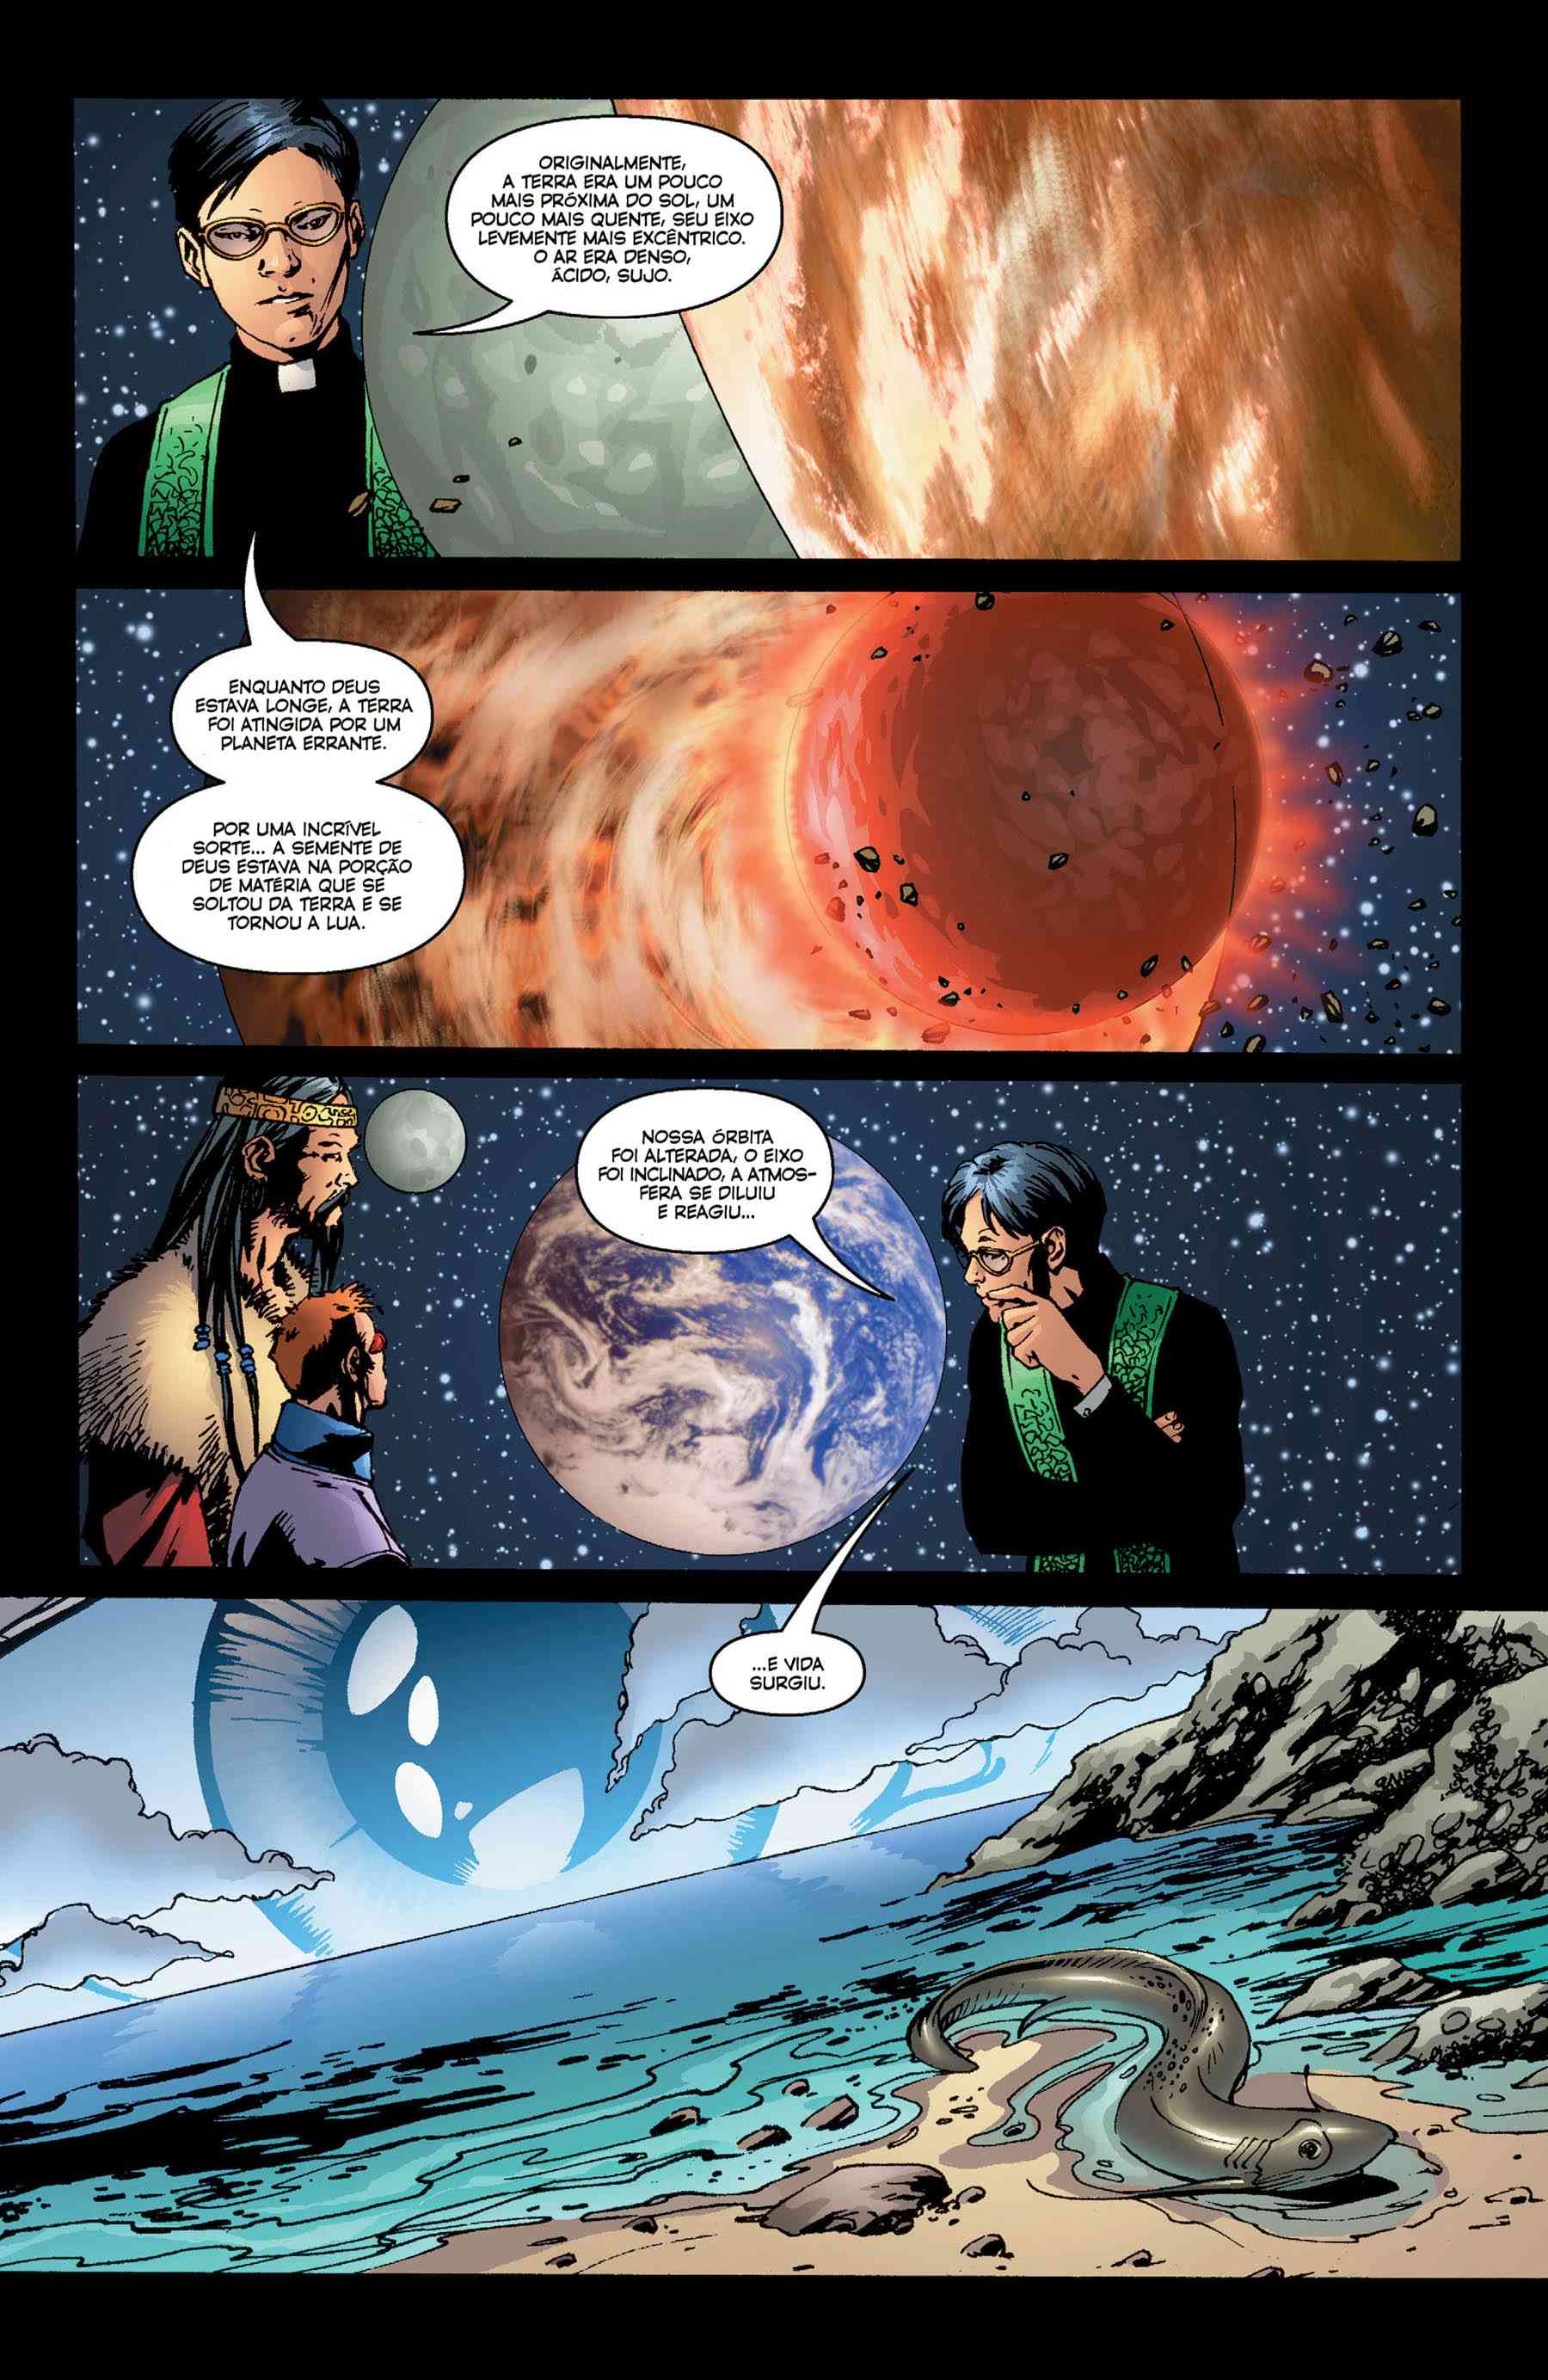 ORIGINALMENTE,
A TERRA ERA UM POUCO
MAIS PRÓXIMA DO SOL, UM
POUCO MAIS QUENTE, SEU EIXO
LEVEMENTE MAIS EXCÊNTRICO.
O AR ERA DENSO,
ÁCIDO, SUJO.
ENQUANTO DEUS
ESTAVA LONGE, A TERRA
FOI ATINGIDA POR UM
PLANETA ERRANTE.
POR UMA INCRÍVEL
SORTE... A SEMENTE DE
DEUS ESTAVA NA PORÇÃO
DE MATÉRIA QUE SE
SOLTOU DA TERRA E SE
TORNOU A LUA.
NOSSA ÓRBITA
FOI ALTERADA, O EIXO
FOI INCLINADO, A ATMOS-
FERA SE DILUIU
E REAGIU...
...E VIDA
SURGIU.